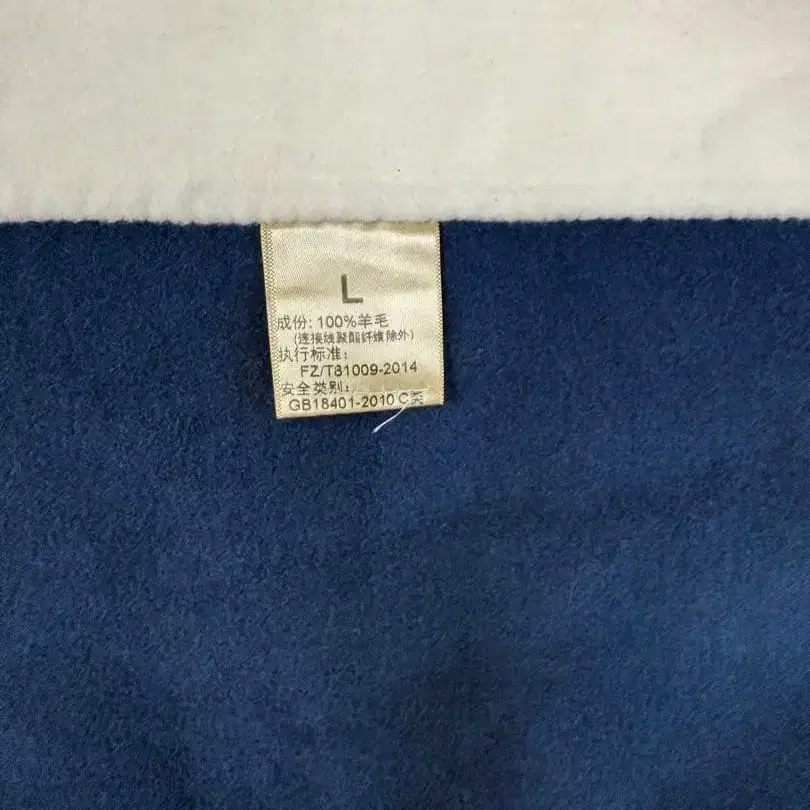 L
成份: 100%羊毛
(连接线聚酯纤维除外)
执行标准:
FZ/T81009-2014
安全类别:
GB18401-2010 C类